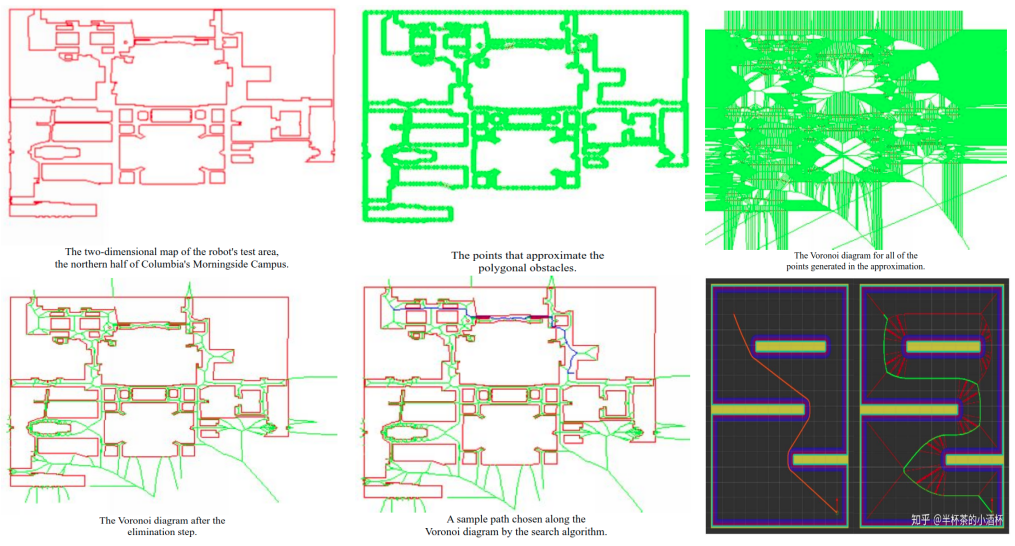 The two-dimensional map of the robot's test area,
the northern half of Columbia's Morningside Campus.
The points that approximate the
polygonal obstacles.
The Voronoi diagram for all of the
points generated in the approximation.
The Voronoi diagram after the
elimination step.
A sample path chosen along the
Voronoi diagram by the search algorithm.
知乎 @半杯茶的小酒杯